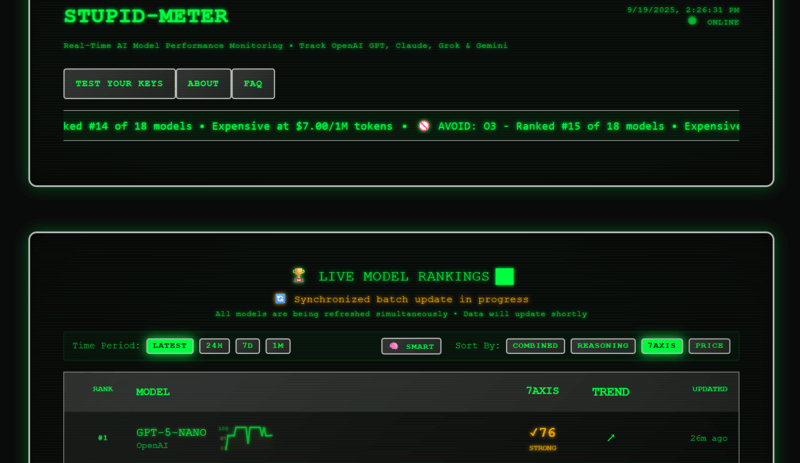 STUPID-METER
9/19/2025, 2:26:31 PM
ONLINE
Real-Time AI Model Performance Monitoring • Track OpenAI GPT, Claude, Grok & Gemini
TEST YOUR KEYS ABOUT FAQ
ked #14 of 18 models • Expensive at $7.00/1M tokens • 🚫 AVOID: O3 - Ranked #15 of 18 models • Expensive
🏆 LIVE MODEL RANKINGS
🔄 Synchronized batch update in progress
All models are being refreshed simultaneously • Data will update shortly
Time Period: LATEST 24H 7D 1M 🧠 SMART Sort By: COMBINED REASONING 7AXIS PRICE
RANK MODEL 7AXIS TREND UPDATED
#1 GPT-5-NANO ✓76 ↗ 26m ago
OpenAI STRONG